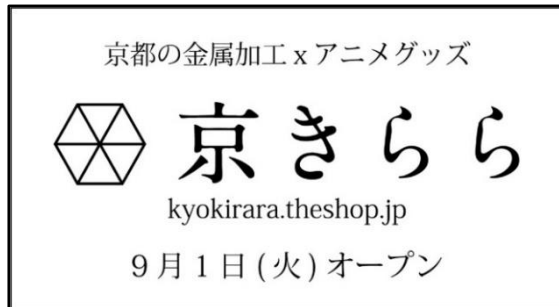 京都の金属加工 x アニメグッズ
京きらら
kyokirara.theshop.jp
9月1日(火)オープン